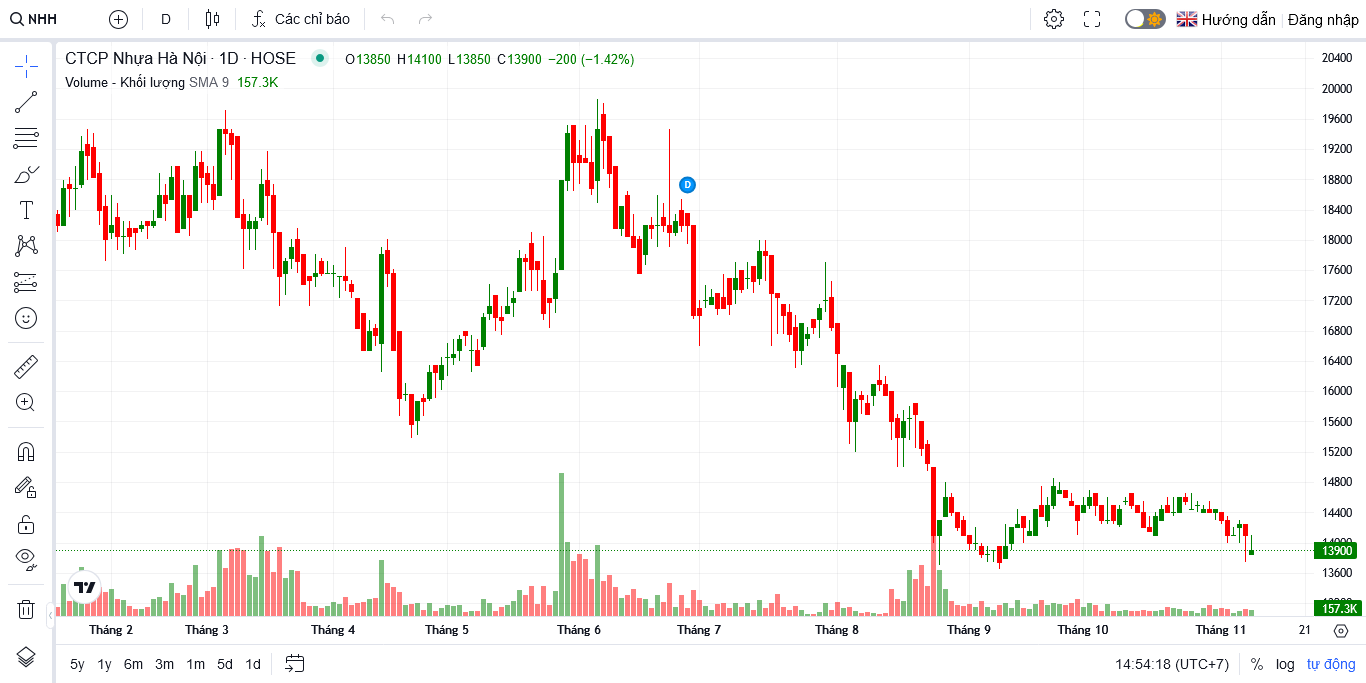 NHH D Các chỉ báo Hướng dẫn Đăng nhập
CTCP Nhựa Hà Nội · 1D · HOSE O13850 H14100 L13850 C13900 −200 (−1.42%)
Volume - Khối lượng SMA 9 157.3K
D
20400
20000
19600
19200
18800
18400
18000
17600
17200
16800
16400
16000
15600
15200
14800
14400
13900
13600
157.3K
Tháng 2 Tháng 3 Tháng 4 Tháng 5 Tháng 6 Tháng 7 Tháng 8 Tháng 9 Tháng 10 Tháng 11 21
5y 1y 6m 3m 1m 5d 1d 14:54:18 (UTC+7) % log tự động